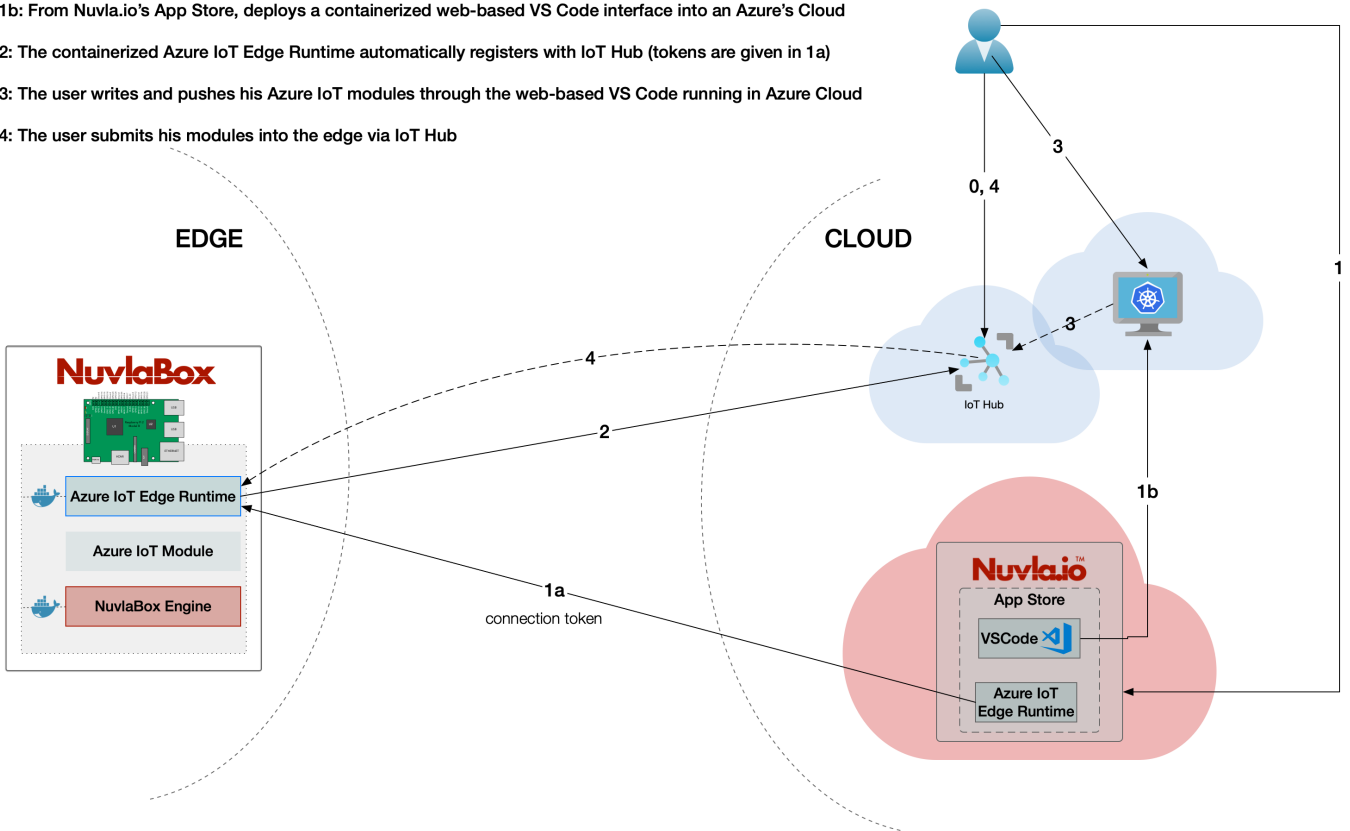 1b: From Nuvla.io's App Store, deploys a containerized web-based VS Code interface into an Azure's Cloud
2: The containerized Azure IoT Edge Runtime automatically registers with IoT Hub (tokens are given in 1a)
3: The user writes and pushes his Azure IoT modules through the web-based VS Code running in Azure Cloud
4: The user submits his modules into the edge via IoT Hub
3
0, 4
EDGE
CLOUD
1
3
4
IoT Hub
2
NuvlaBox
Azure IoT Edge Runtime
1b
Azure IoT Module
NuvlaBox Engine
1a
connection token
Nuvla.io™
App Store
VSCode
Azure IoT
Edge Runtime